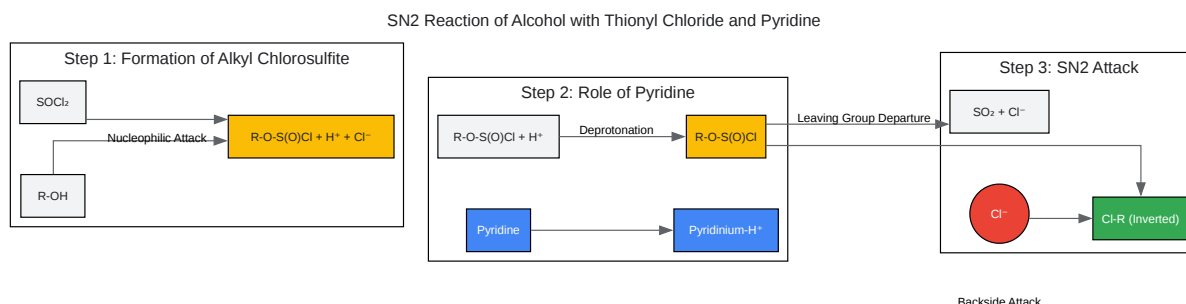 SN2 Reaction of Alcohol with Thionyl Chloride and Pyridine
Step 1: Formation of Alkyl Chlorosulfite
SOCl₂
Nucleophilic Attack
R-O-S(O)Cl + H⁺ + Cl⁻
R-OH
Step 2: Role of Pyridine
R-O-S(O)Cl + H⁺
Deprotonation
R-O-S(O)Cl
Pyridine
Pyridinium-H⁺
Leaving Group Departure
Step 3: SN2 Attack
SO₂ + Cl⁻
Cl⁻
Cl-R (Inverted)
Backside Attack